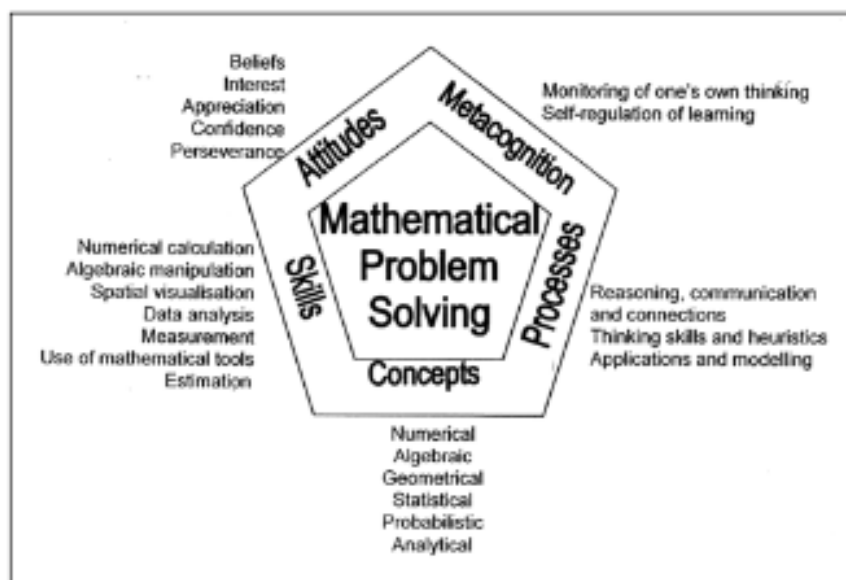 Beliefs
Interest
Appreciation
Confidence
Perseverance
Attitudes
Metacognition
Monitoring of one's own thinking
Self-regulation of learning
Mathematical
Problem
Solving
Numerical calculation
Algebraic manipulation
Spatial visualisation
Data analysis
Measurement
Use of mathematical tools
Estimation
Skills
Processes
Reasoning, communication
and connections
Thinking skills and heuristics
Applications and modelling
Concepts
Numerical
Algebraic
Geometrical
Statistical
Probabilistic
Analytical